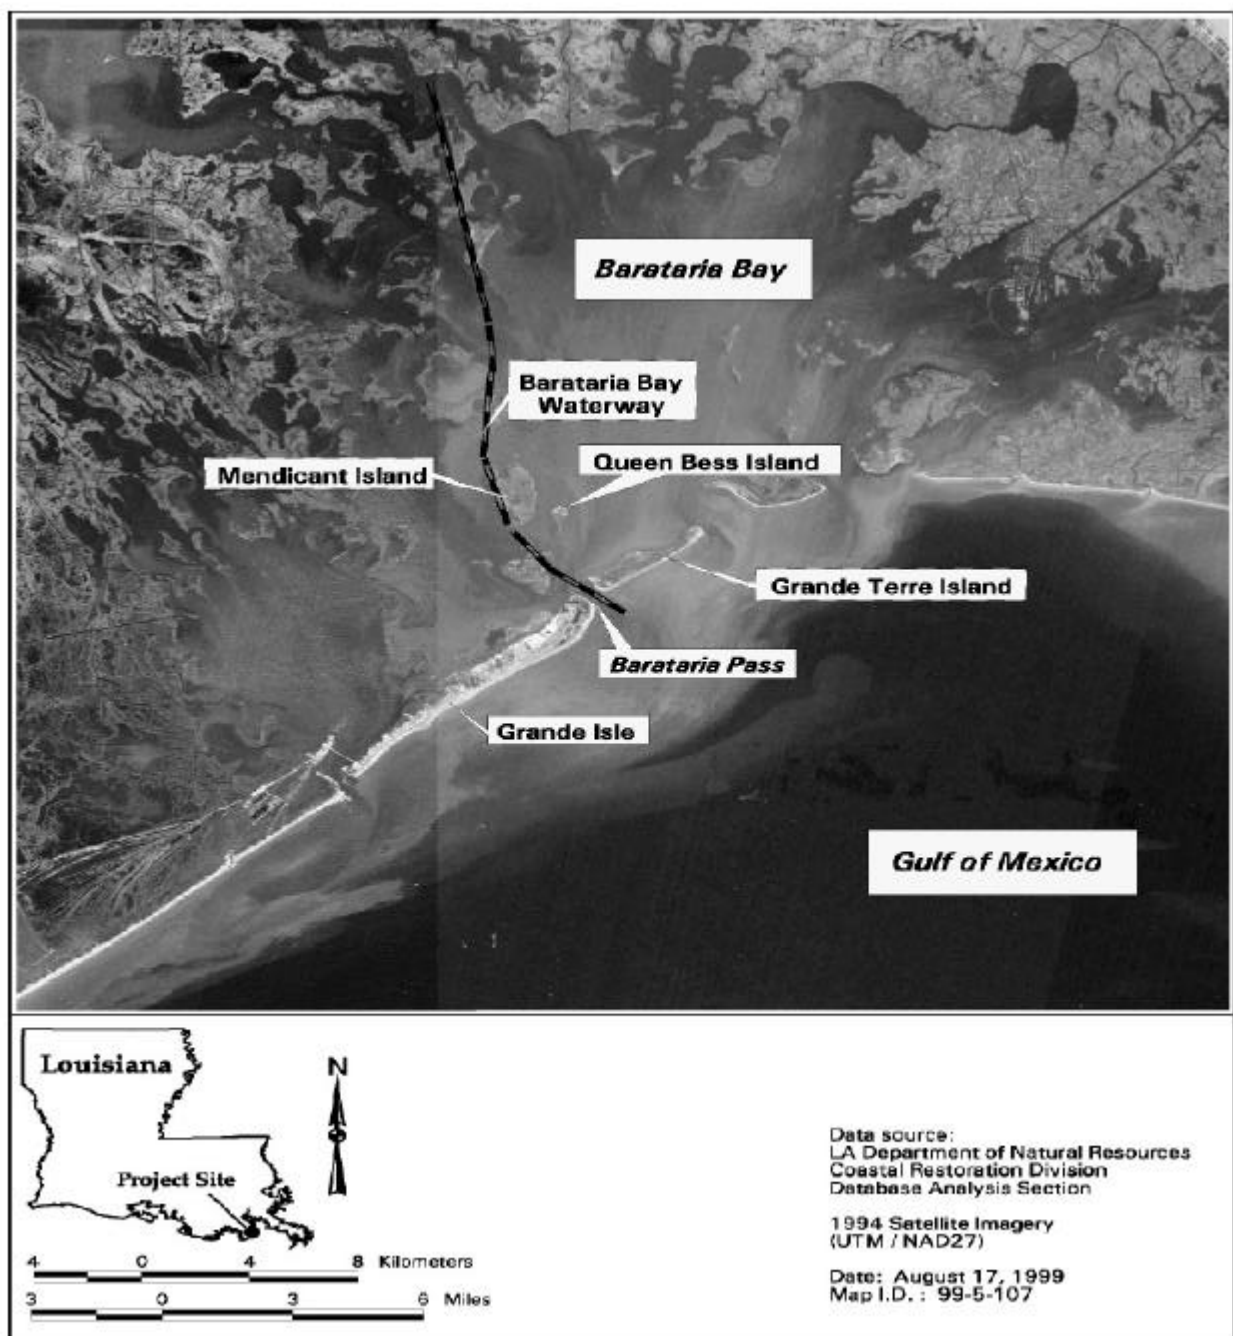 Barataria Bay
Barataria Bay
Waterway
Queen Bess Island
Mendicant Island
Grande Terre Island
Barataria Pass
Grande Isle
Gulf of Mexico
Louisiana
N
Project Site
4 0 4 8 Kilometers
3 0 3 6 Miles
Data source:
LA Department of Natural Resources
Coastal Restoration Division
Database Analysis Section
1994 Satellite Imagery
(UTM / NAD27)
Date: August 17, 1999
Map I.D. : 99-5-107